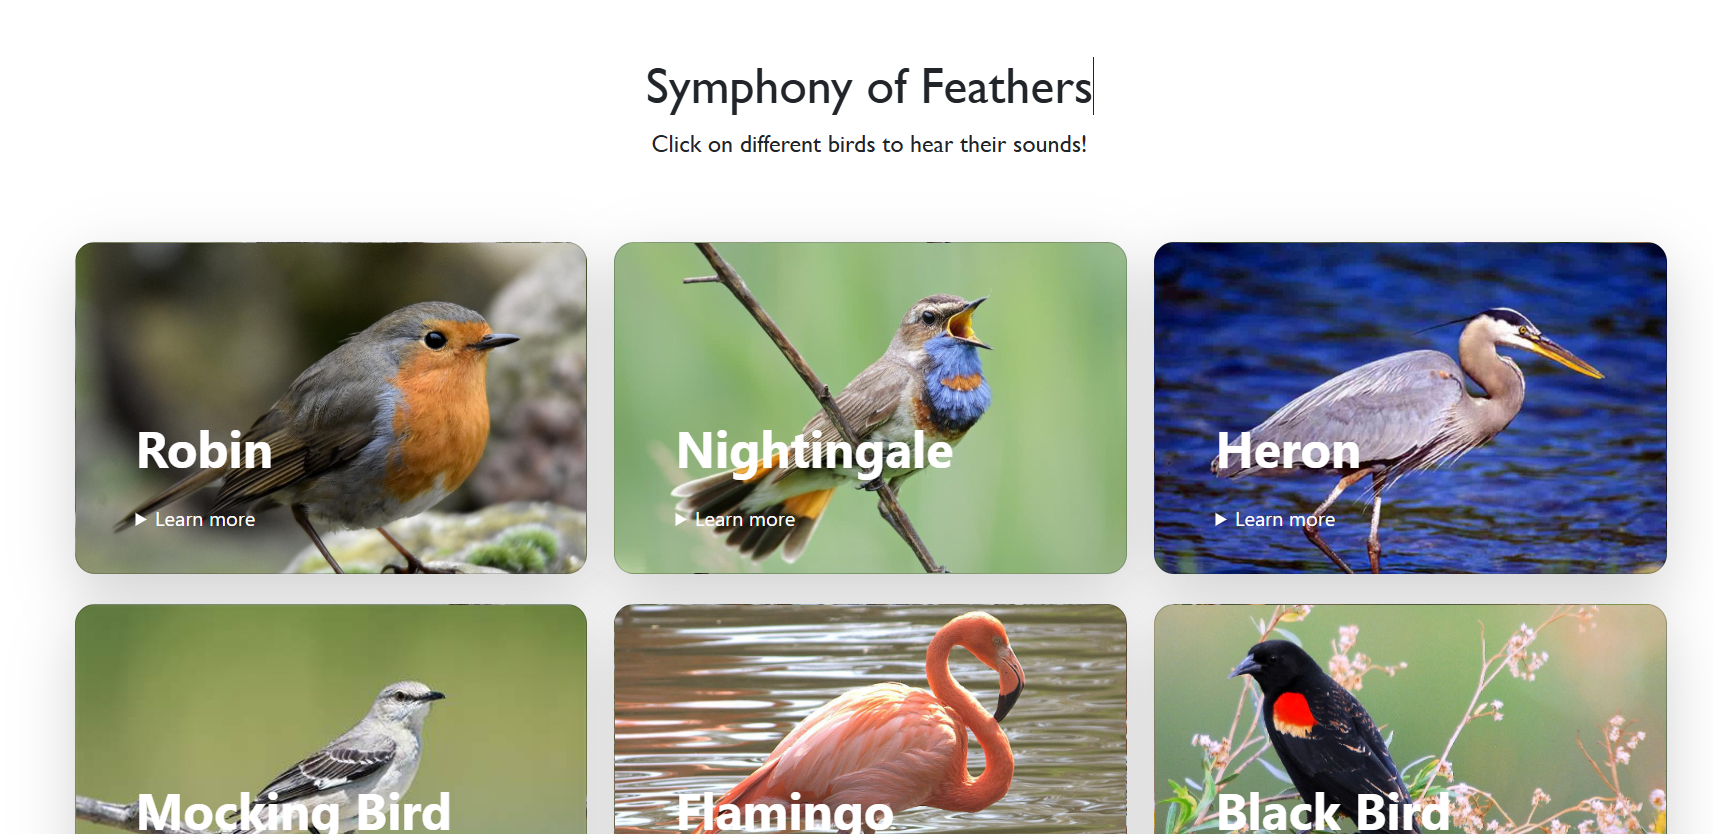 Symphony of Feathers
Click on different birds to hear their sounds!
Robin
Learn more
Nightingale
Learn more
Heron
Learn more
Mocking Bird
Flamingo
Black Bird